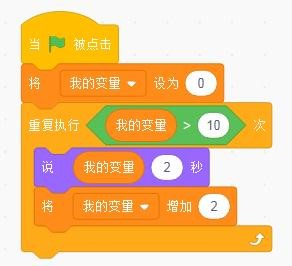 当 被点击
将 我的变量 设为 0
重复执行 我的变量 > 10 次
说 我的变量 2 秒
将 我的变量 增加 2